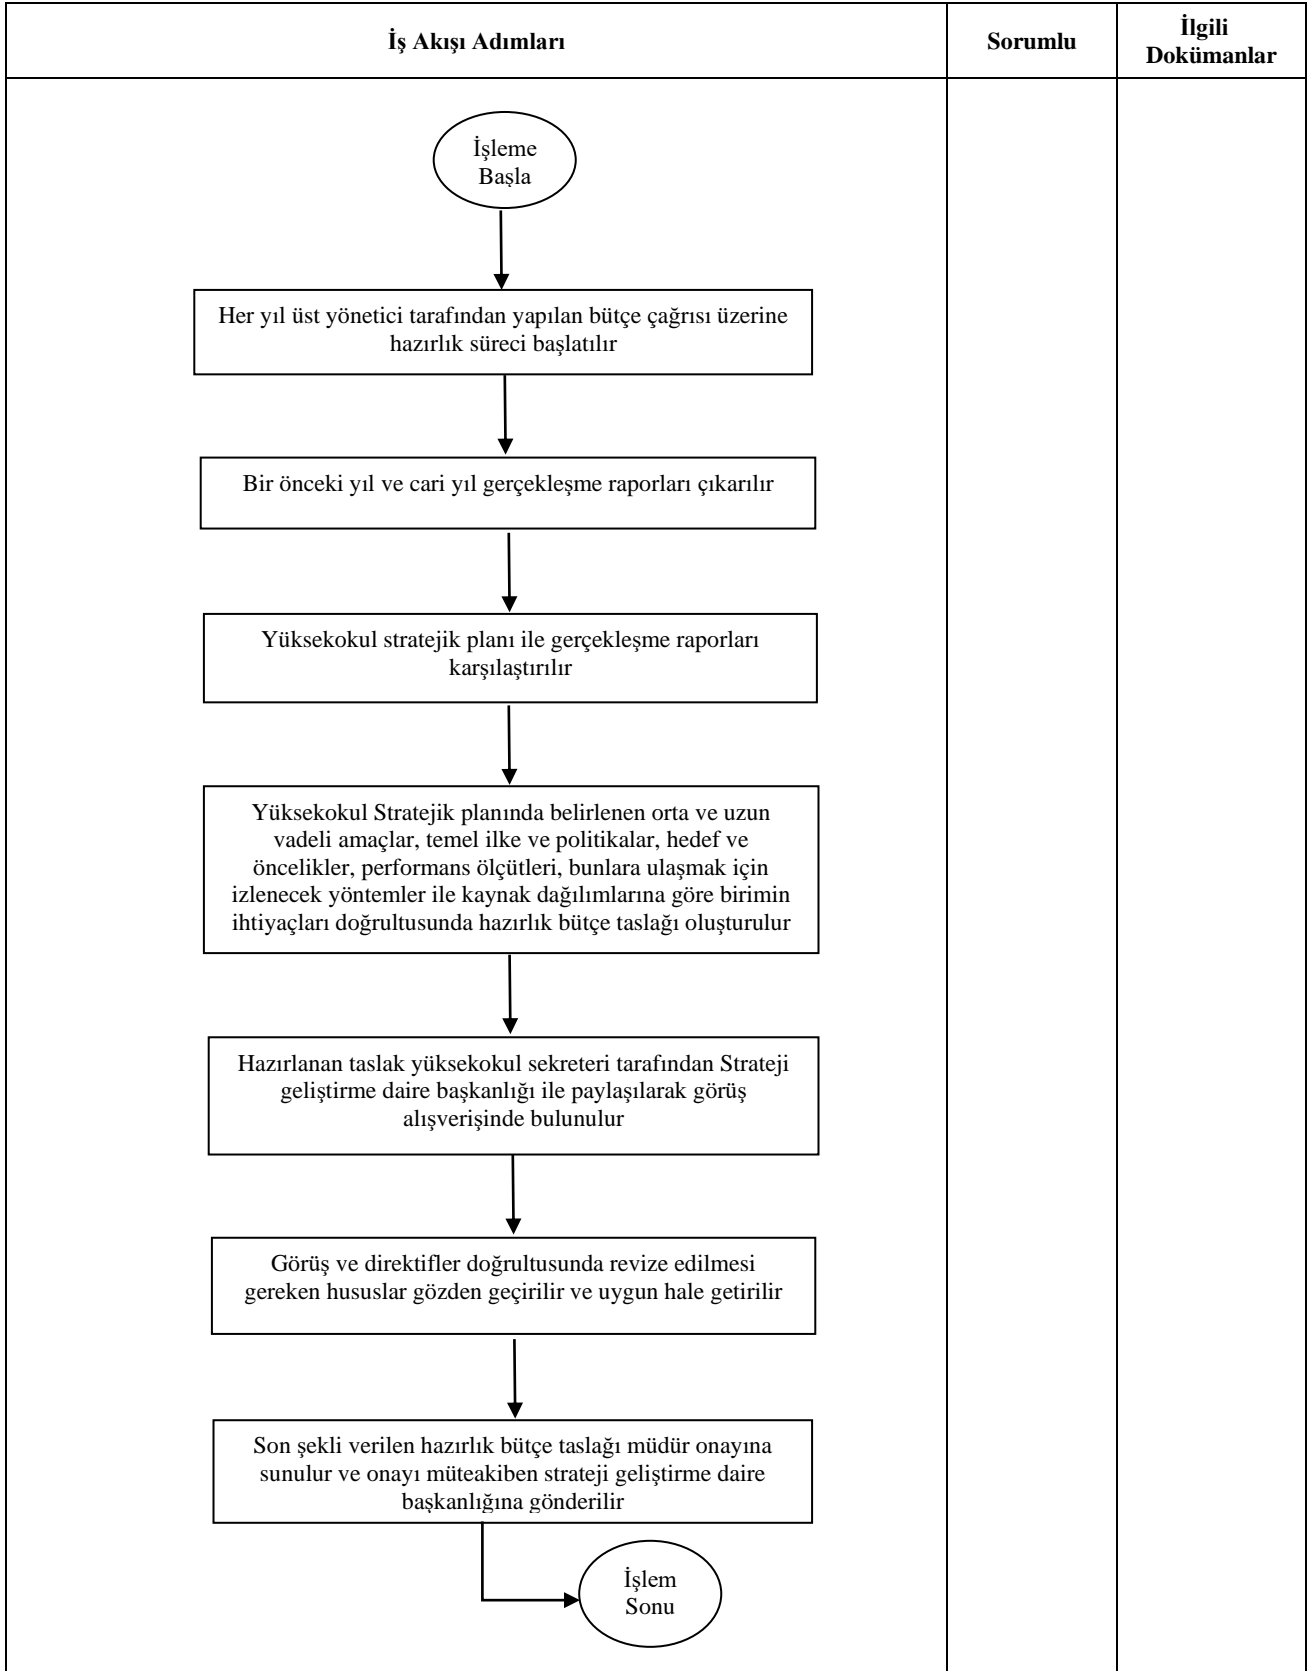 İş Akışı Adımları
Sorumlu
İlgili
Dokümanlar
İşleme
Başla
Her yıl üst yönetici tarafından yapılan bütçe çağrısı üzerine
hazırlık süreci başlatılır
Bir önceki yıl ve cari yıl gerçekleşme raporları çıkarılır
Yüksekokul stratejik planı ile gerçekleşme raporları
karşılaştırılır
Yüksekokul Stratejik planında belirlenen orta ve uzun
vadeli amaçlar, temel ilke ve politikalar, hedef ve
öncelikler, performans ölçütleri, bunlara ulaşmak için
izlenecek yöntemler ile kaynak dağılımlarına göre birimin
ihtiyaçları doğrultusunda hazırlık bütçe taslağı oluşturulur
Hazırlanan taslak yüksekokul sekreteri tarafından Strateji
geliştirme daire başkanlığı ile paylaşılarak görüş
alışverişinde bulunulur
Görüş ve direktifler doğrultusunda revize edilmesi
gereken hususlar gözden geçirilir ve uygun hale getirilir
Son şekli verilen hazırlık bütçe taslağı müdür onayına
sunulur ve onayı müteakiben strateji geliştirme daire
başkanlığına gönderilir
İşlem
Sonu